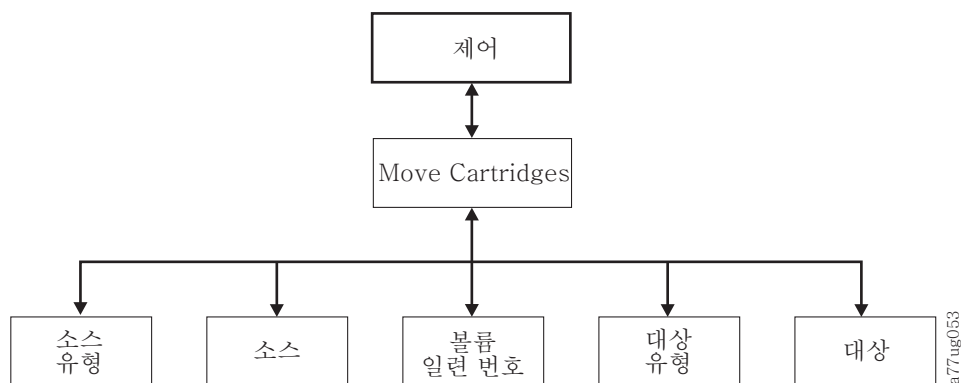 제어
Move Cartridges
소스
유형
소스
볼륨
일련 번호
대상
유형
대상
a77ug053